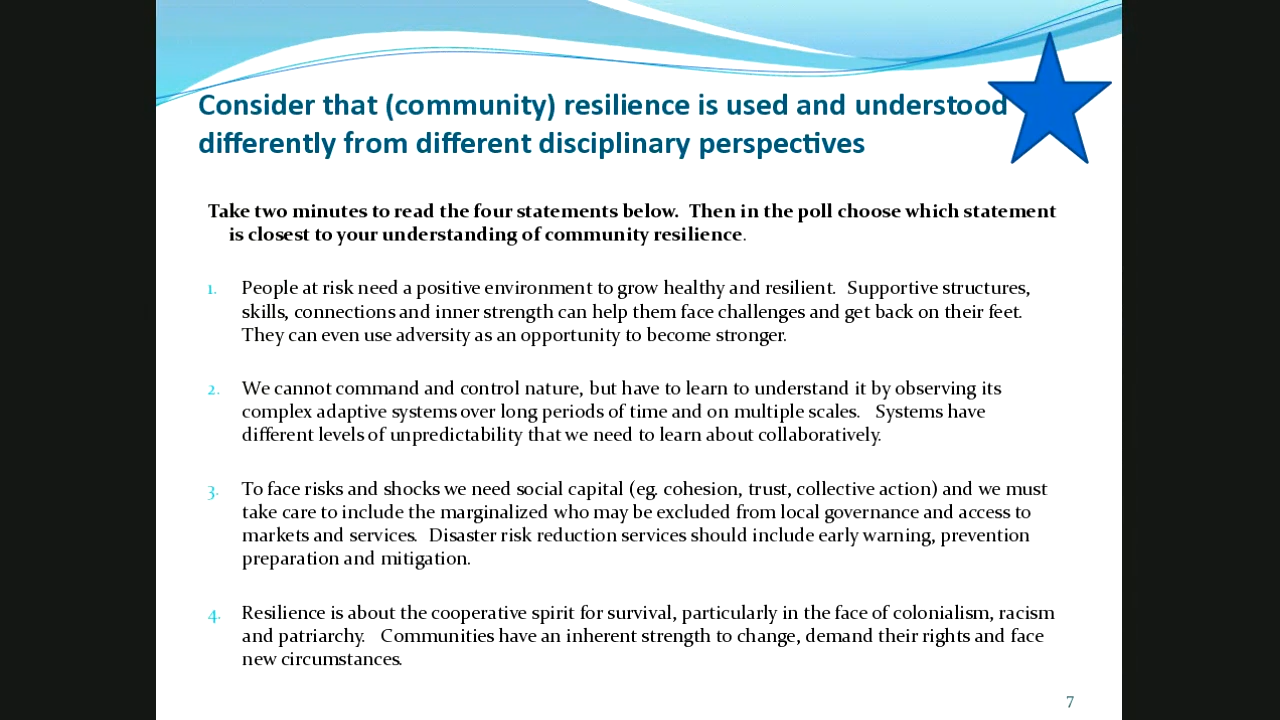 Consider that (community) resilience is used and understood
differently from different disciplinary perspectives
Take two minutes to read the four statements below.  Then in the poll choose which statement
is closest to your understanding of community resilience.
1. People at risk need a positive environment to grow healthy and resilient.  Supportive structures,
skills, connections and inner strength can help them face challenges and get back on their feet.
They can even use adversity as an opportunity to become stronger.
2. We cannot command and control nature, but have to learn to understand it by observing its
complex adaptive systems over long periods of time and on multiple scales.   Systems have
different levels of unpredictability that we need to learn about collaboratively.
3. To face risks and shocks we need social capital (eg. cohesion, trust, collective action) and we must
take care to include the marginalized who may be excluded from local governance and access to
markets and services.  Disaster risk reduction services should include early warning, prevention
preparation and mitigation.
4. Resilience is about the cooperative spirit for survival, particularly in the face of colonialism, racism
and patriarchy.   Communities have an inherent strength to change, demand their rights and face
new circumstances.
7